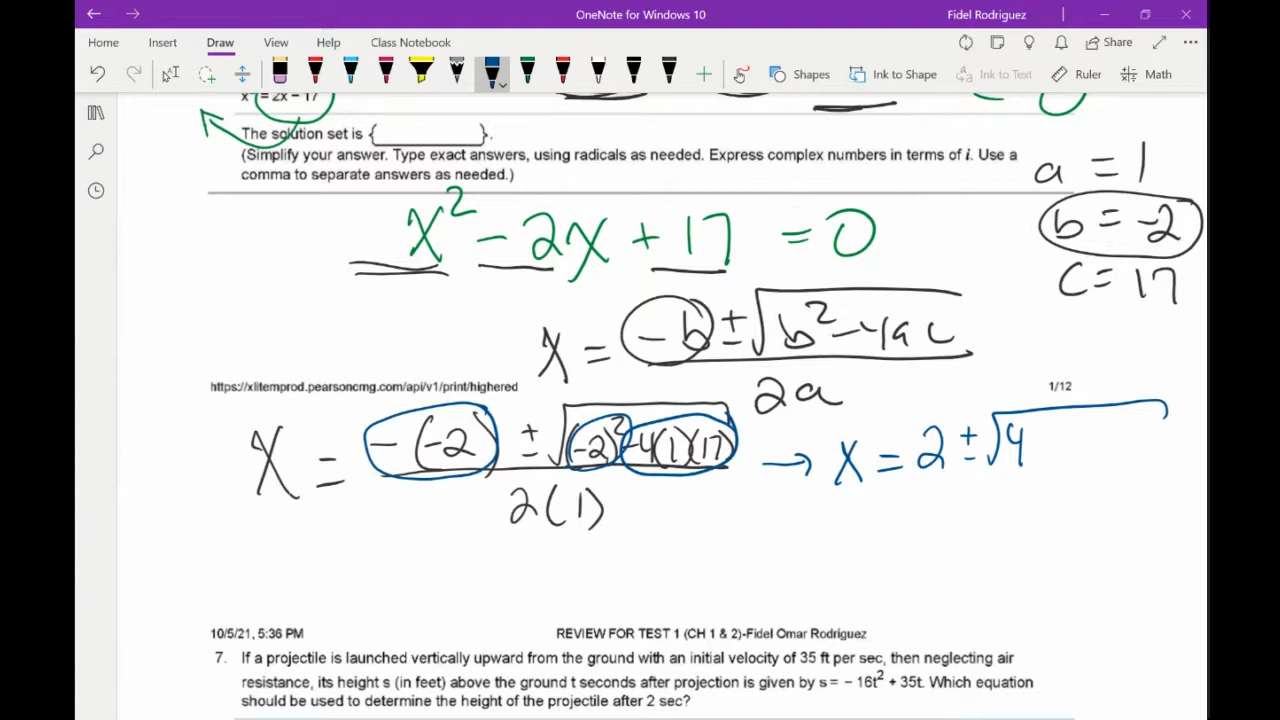 OneNote for Windows 10
Fidel Rodriguez
Home Insert Draw View Help Class Notebook
Share
Shapes Ink to Shape Ink to Text Ruler Math
= 2x − 17
The solution set is { }.
(Simplify your answer. Type exact answers, using radicals as needed. Express complex numbers in terms of i. Use a
comma to separate answers as needed.)
a = 1
b = -2
c = 17
x² - 2x + 17 = 0
x = -b ± √b² - 4ac
2a
https://xlitemprod.pearsoncmg.com/api/v1/print/highered 1/12
x = -(-2) ± √(-2)² - 4(1)(17) → x = 2 ± √4
2(1)
10/5/21, 5:36 PM REVIEW FOR TEST 1 (CH 1 & 2)-Fidel Omar Rodriguez
7. If a projectile is launched vertically upward from the ground with an initial velocity of 35 ft per sec, then neglecting air
resistance, its height s (in feet) above the ground t seconds after projection is given by s = − 16t² + 35t. Which equation
should be used to determine the height of the projectile after 2 sec?